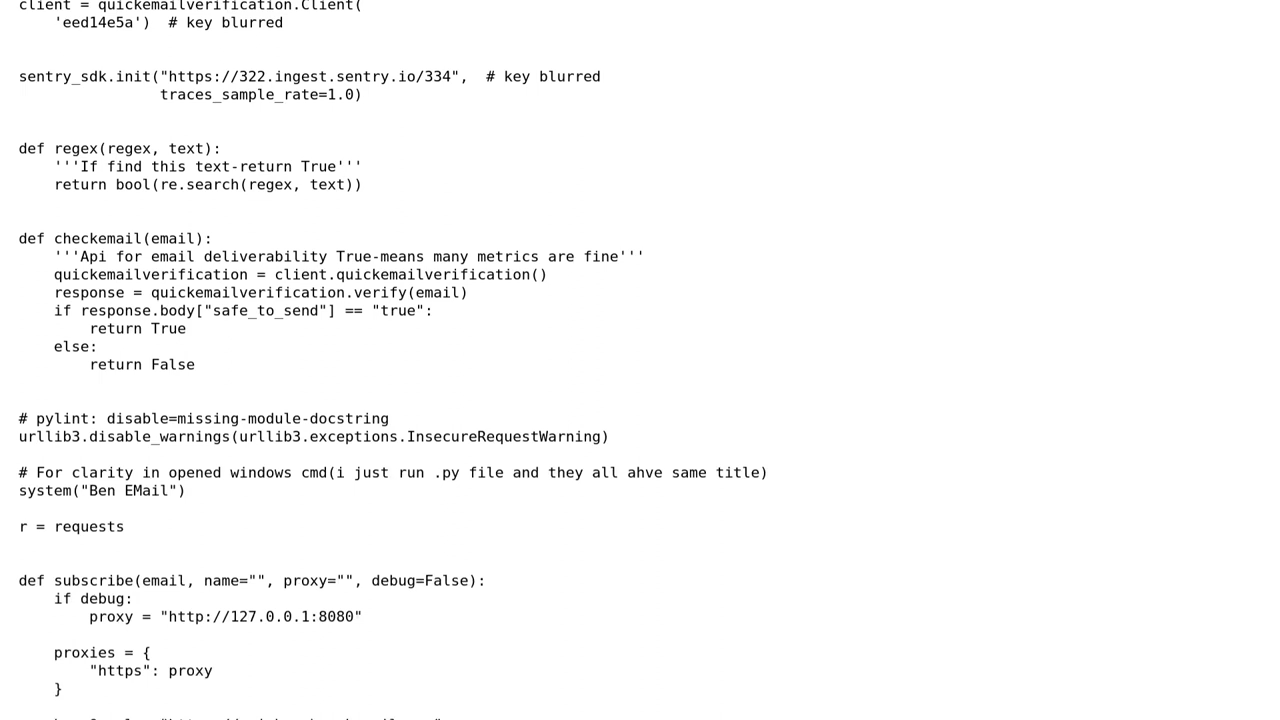 client = quickemailverification.Client(
    'eed14e5a')  # key blurred
sentry_sdk.init("https://322.ingest.sentry.io/334",  # key blurred
                traces_sample_rate=1.0)
def regex(regex, text):
    '''If find this text-return True'''
    return bool(re.search(regex, text))
def checkemail(email):
    '''Api for email deliverability True-means many metrics are fine'''
    quickemailverification = client.quickemailverification()
    response = quickemailverification.verify(email)
    if response.body["safe_to_send"] == "true":
        return True
    else:
        return False
# pylint: disable=missing-module-docstring
urllib3.disable_warnings(urllib3.exceptions.InsecureRequestWarning)
# For clarity in opened windows cmd(i just run .py file and they all ahve same title)
system("Ben EMail")
r = requests
def subscribe(email, name="", proxy="", debug=False):
    if debug:
        proxy = "http://127.0.0.1:8080"
    proxies = {
        "https": proxy
    }